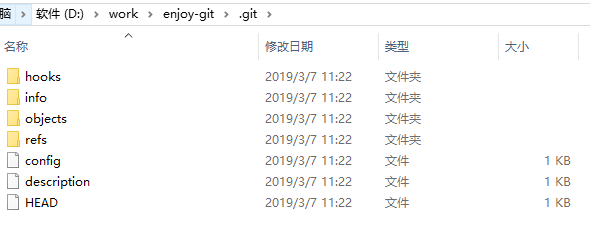 脑 > 软件 (D:) > work > enjoy-git > .git >
名称 修改日期 类型 大小
hooks 2019/3/7 11:22 文件夹
info 2019/3/7 11:22 文件夹
objects 2019/3/7 11:22 文件夹
refs 2019/3/7 11:22 文件夹
config 2019/3/7 11:22 文件 1 KB
description 2019/3/7 11:22 文件 1 KB
HEAD 2019/3/7 11:22 文件 1 KB